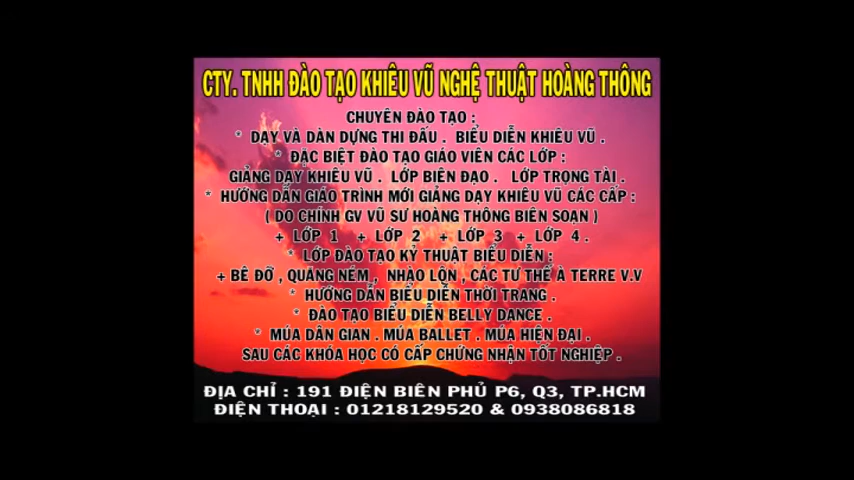 CTY. TNHH ĐÀO TẠO KHIÊU VŨ NGHỆ THUẬT HOÀNG THÔNG
CHUYÊN ĐÀO TẠO :
* DẠY VÀ DÀN DỰNG THI ĐẤU . BIỂU DIỄN KHIÊU VŨ .
* ĐẶC BIỆT ĐÀO TẠO GIÁO VIÊN CÁC LỚP :
GIẢNG DẠY KHIÊU VŨ . LỚP BIÊN ĐẠO . LỚP TRỌNG TÀI .
* HƯỚNG DẪN GIÁO TRÌNH MỚI GIẢNG DẠY KHIÊU VŨ CÁC CẤP :
( DO CHÍNH GV VŨ SƯ HOÀNG THÔNG BIÊN SOẠN )
+ LỚP 1 + LỚP 2 + LỚP 3 + LỚP 4 .
* LỚP ĐÀO TẠO KỶ THUẬT BIỂU DIỄN :
+ BÊ ĐỠ , QUĂNG NÉM , NHÀO LỘN , CÁC TƯ THẾ À TERRE V.V
* HƯỚNG DẪN BIỂU DIỄN THỜI TRANG .
* ĐÀO TẠO BIỂU DIỄN BELLY DANCE .
* MÚA DÂN GIAN . MÚA BALLET . MÚA HIỆN ĐẠI .
SAU CÁC KHÓA HỌC CÓ CẤP CHỨNG NHẬN TỐT NGHIỆP .
ĐỊA CHỈ : 191 ĐIỆN BIÊN PHỦ P6, Q3, TP.HCM
ĐIỆN THOẠI : 01218129520 & 0938086818